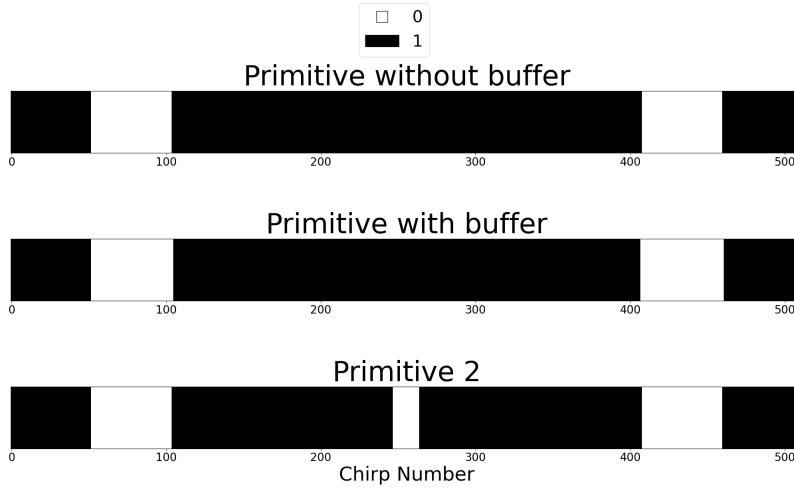 0
1
Primitive without buffer
0 100 200 300 400 500
Primitive with buffer
0 100 200 300 400 500
Primitive 2
0 100 200 300 400 500
Chirp Number